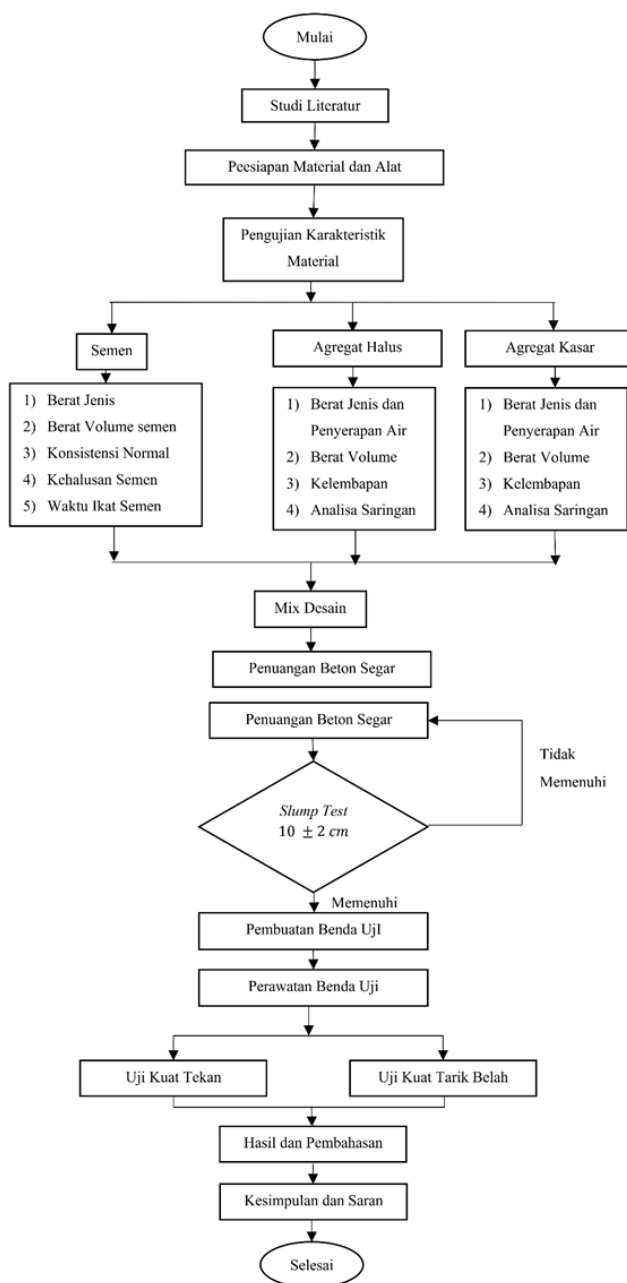 Mulai
Studi Literatur
Pecsiapan Material dan Alat
Pengujian Karakteristik
Material
Semen
1) Berat Jenis
2) Berat Volume semen
3) Konsistensi Normal
4) Kehalusan Semen
5) Waktu Ikat Semen
Agregat Halus
1) Berat Jenis dan
Penyerapan Air
2) Berat Volume
3) Kelembapan
4) Analisa Saringan
Agregat Kasar
1) Berat Jenis dan
Penyerapan Air
2) Berat Volume
3) Kelembapan
4) Analisa Saringan
Mix Desain
Penuangan Beton Segar
Penuangan Beton Segar
Tidak
Memenuhi
Slump Test
10 ± 2 cm
Memenuhi
Pembuatan Benda UjI
Perawatan Benda Uji
Uji Kuat Tekan
Uji Kuat Tarik Belah
Hasil dan Pembahasan
Kesimpulan dan Saran
Selesai